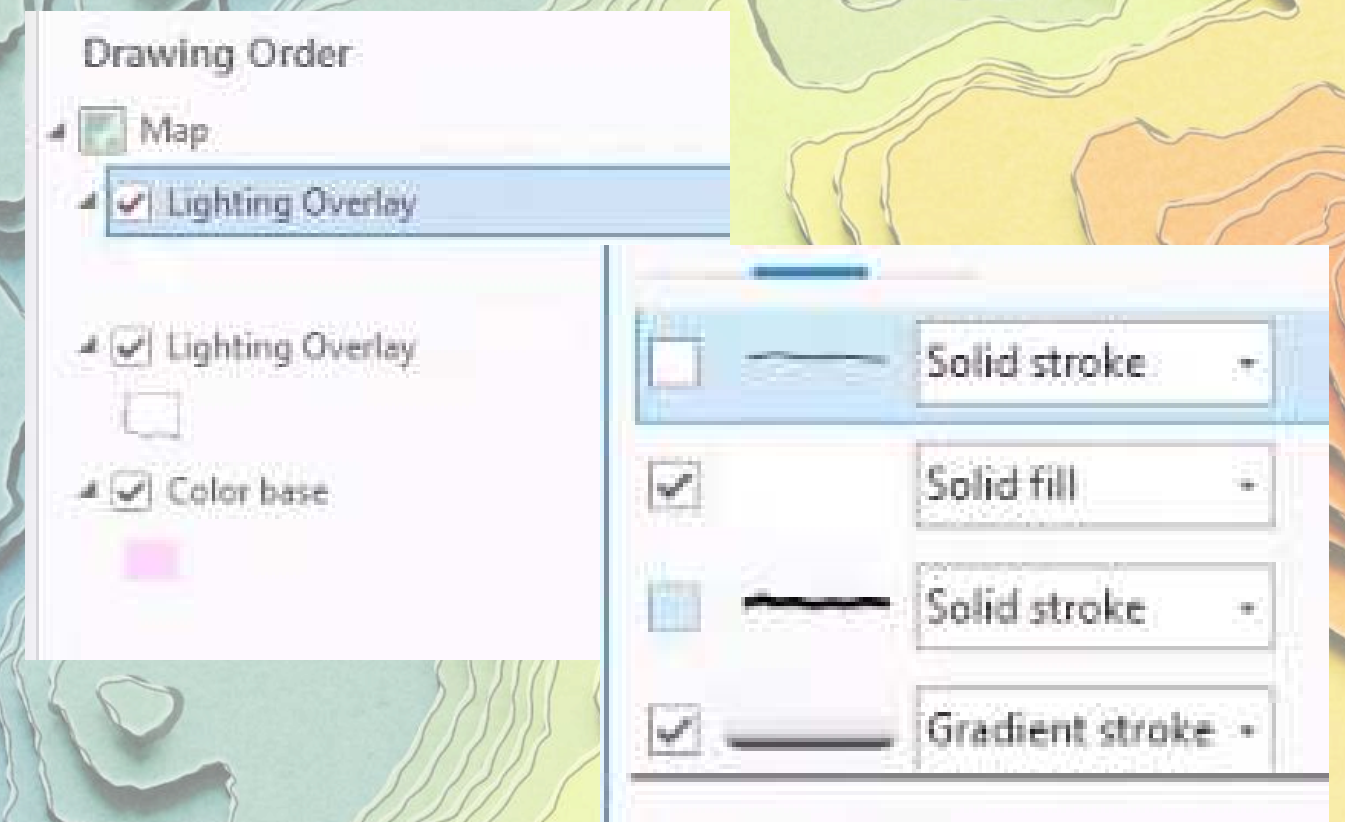 Drawing Order
Map
Lighting Overlay
Lighting Overlay
Color base
Solid stroke
Solid fill
Solid stroke
Gradient stroke